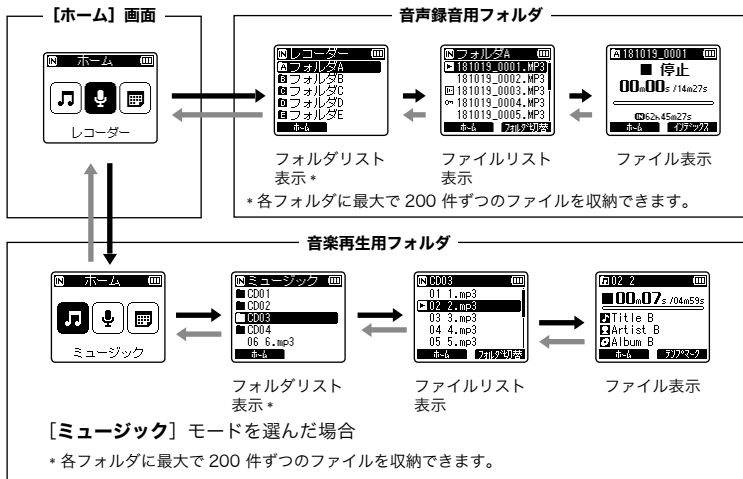 ［ホーム］画面
ホーム
レコーダー
音声録音用フォルダ
レコーダー
フォルダA
フォルダB
フォルダC
フォルダD
フォルダE
ホーム
フォルダリスト
表示 *
フォルダA
181019_0001.MP3
181019_0002.MP3
181019_0003.MP3
181019_0004.MP3
181019_0005.MP3
ホーム フォルダ切替
ファイルリスト
表示
181019_0001
停止
00m00s /14m27s
62h45m27s
ホーム インデックス
ファイル表示
* 各フォルダに最大で 200 件ずつのファイルを収納できます。
音楽再生用フォルダ
ホーム
ミュージック
ミュージック
CD01
CD02
CD03
CD04
06 6.mp3
ホーム
フォルダリスト
表示 *
CD03
01 1.mp3
02 2.mp3
03 3.mp3
04 4.mp3
05 5.mp3
ホーム フォルダ切替
ファイルリスト
表示
02 2
00m07s /04m59s
Title B
Artist B
Album B
ホーム テンプマーク
ファイル表示
［ミュージック］モードを選んだ場合
* 各フォルダに最大で 200 件ずつのファイルを収納できます。